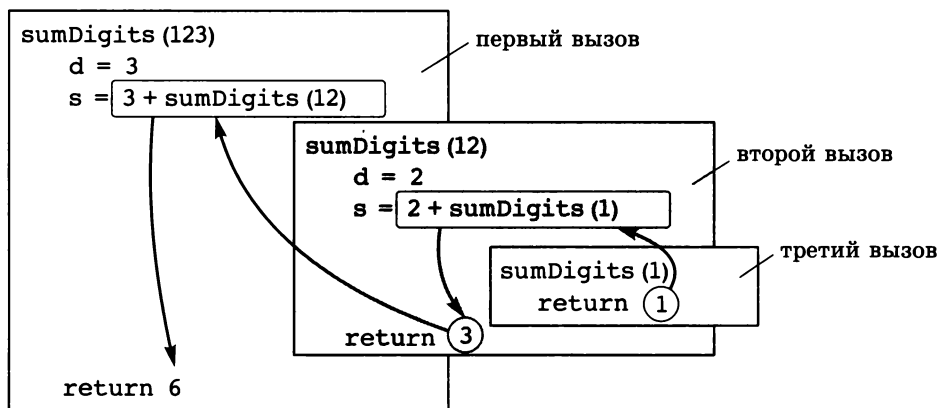 sumDigits (123)
первый вызов
d = 3
s = 3 + sumDigits (12)
sumDigits (12)
второй вызов
d = 2
s = 2 + sumDigits (1)
третий вызов
sumDigits (1)
return 1
return 3
return 6